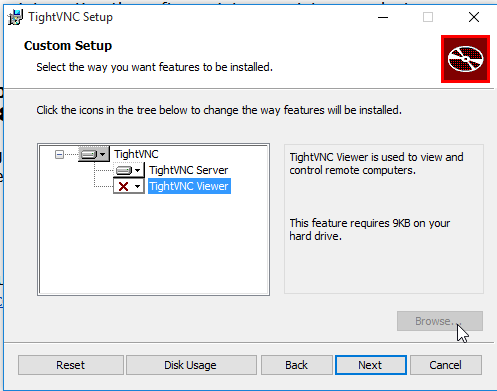 TightVNC Setup
Custom Setup
Select the way you want features to be installed.
Click the icons in the tree below to change the way features will be installed.
TightVNC
TightVNC Server
TightVNC Viewer
TightVNC Viewer is used to view and
control remote computers.
This feature requires 9KB on your
hard drive.
Browse...
Reset
Disk Usage
Back
Next
Cancel